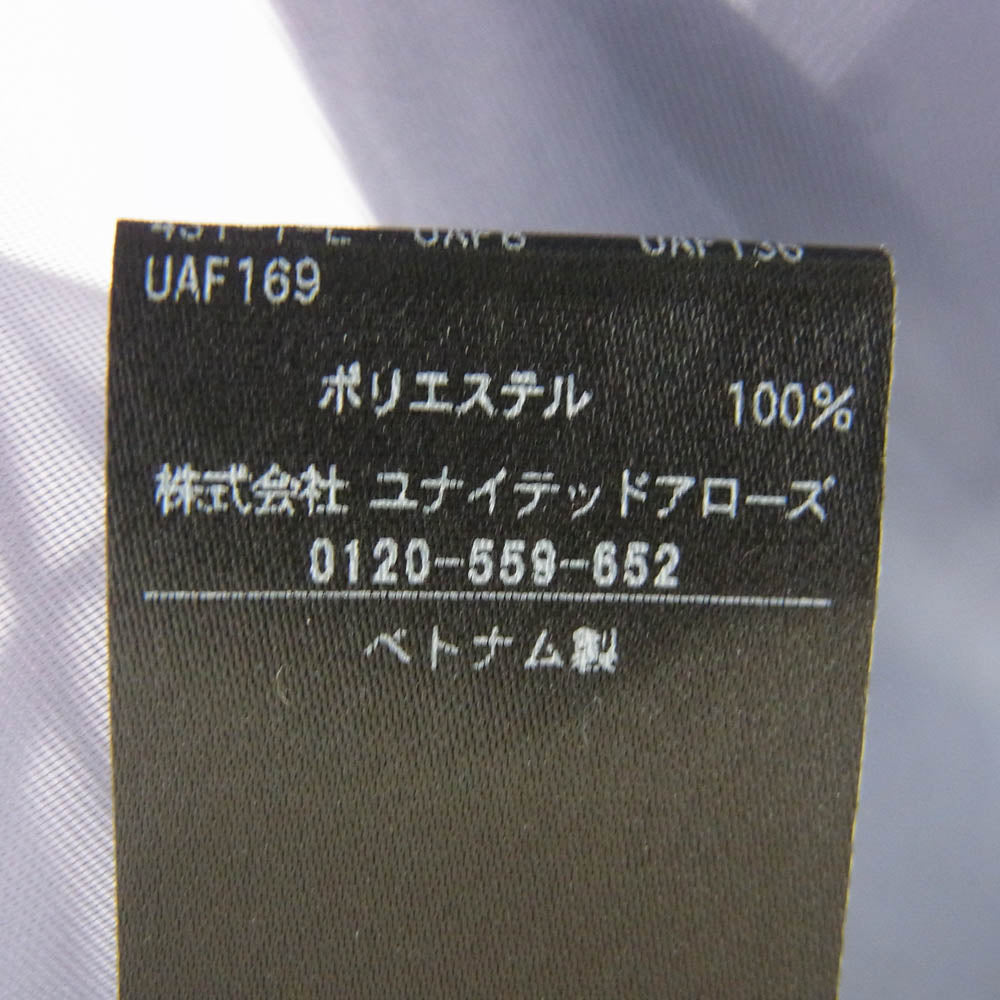 UAF169
ポリエステル 100%
株式会社 ユナイテッドアローズ
0120-559-652
ベトナム製